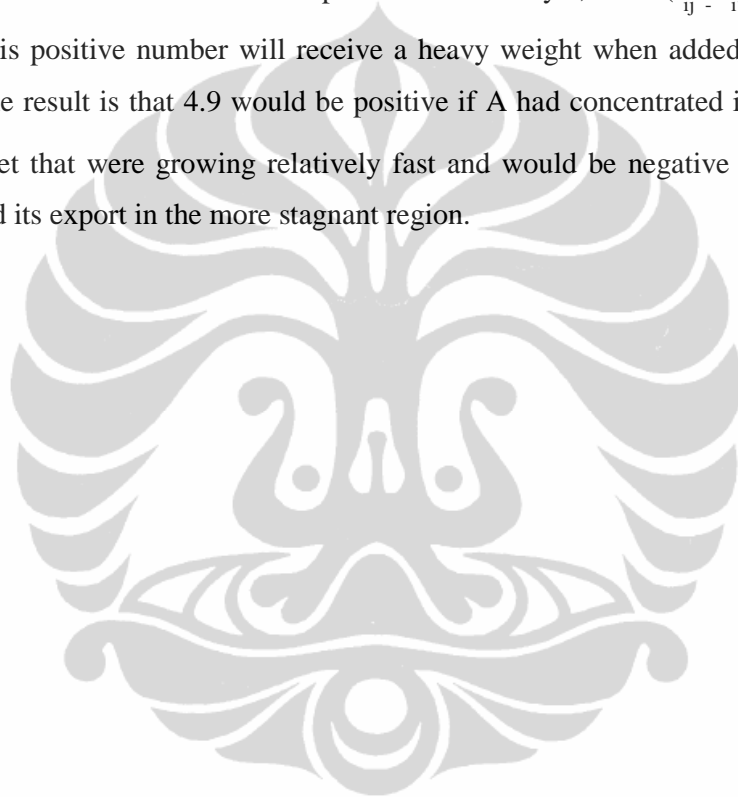 ij - i
is positive number will receive a heavy weight when added
e result is that 4.9 would be positive if A had concentrated i
et that were growing relatively fast and would be negative
d its export in the more stagnant region.